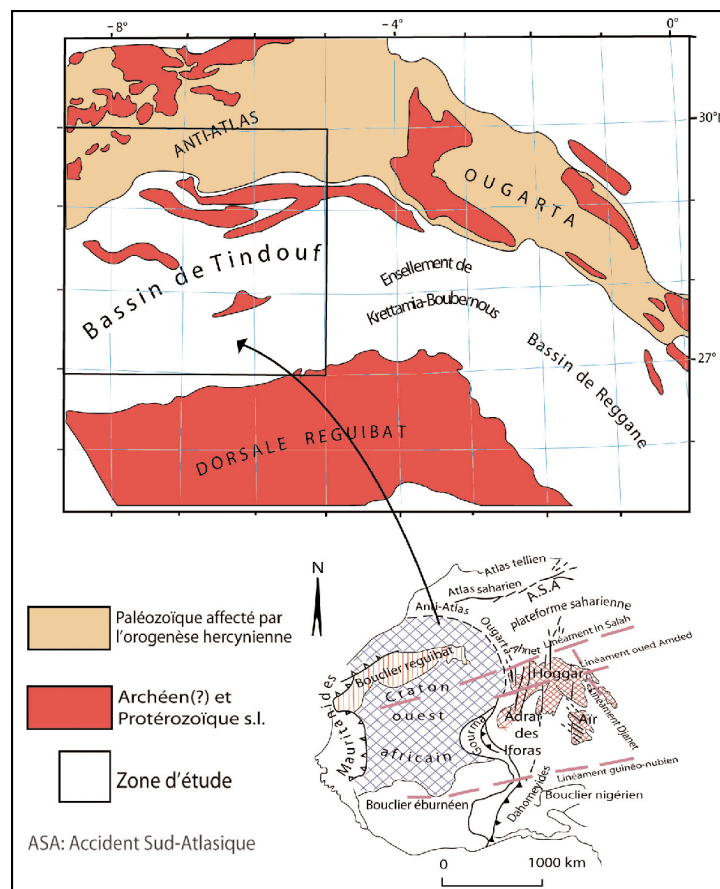 -8°
-4°
0°
30°N
ANTI-ATLAS
OUGARTA
Bassin de Tindouf
Ensellement de
Krettamia-Boubernous
27°
Bassin de Reggane
DORSALE REGUIBAT
N
Paléozoïque affecté par
l'orogenèse hercynienne
Archéen(?) et
Protérozoïque s.l.
Zone d'étude
ASA: Accident Sud-Atlasique
Atlas tellien
Atlas saharien
A.S.A
Anti-Atlas
plateforme saharienne
Ougarta
Ahnet
Linéament in Salah
Linéament oued Amded
Bouclier reguibat
Hoggar
Craton
ouest
africain
Mauritanides
Gourma
Adrar
des
Iforas
Aïr
Linéament Djanet
Linéament guinéo-nubien
Bouclier éburnéen
Dahomeyides
Bouclier nigérien
0 1000 km